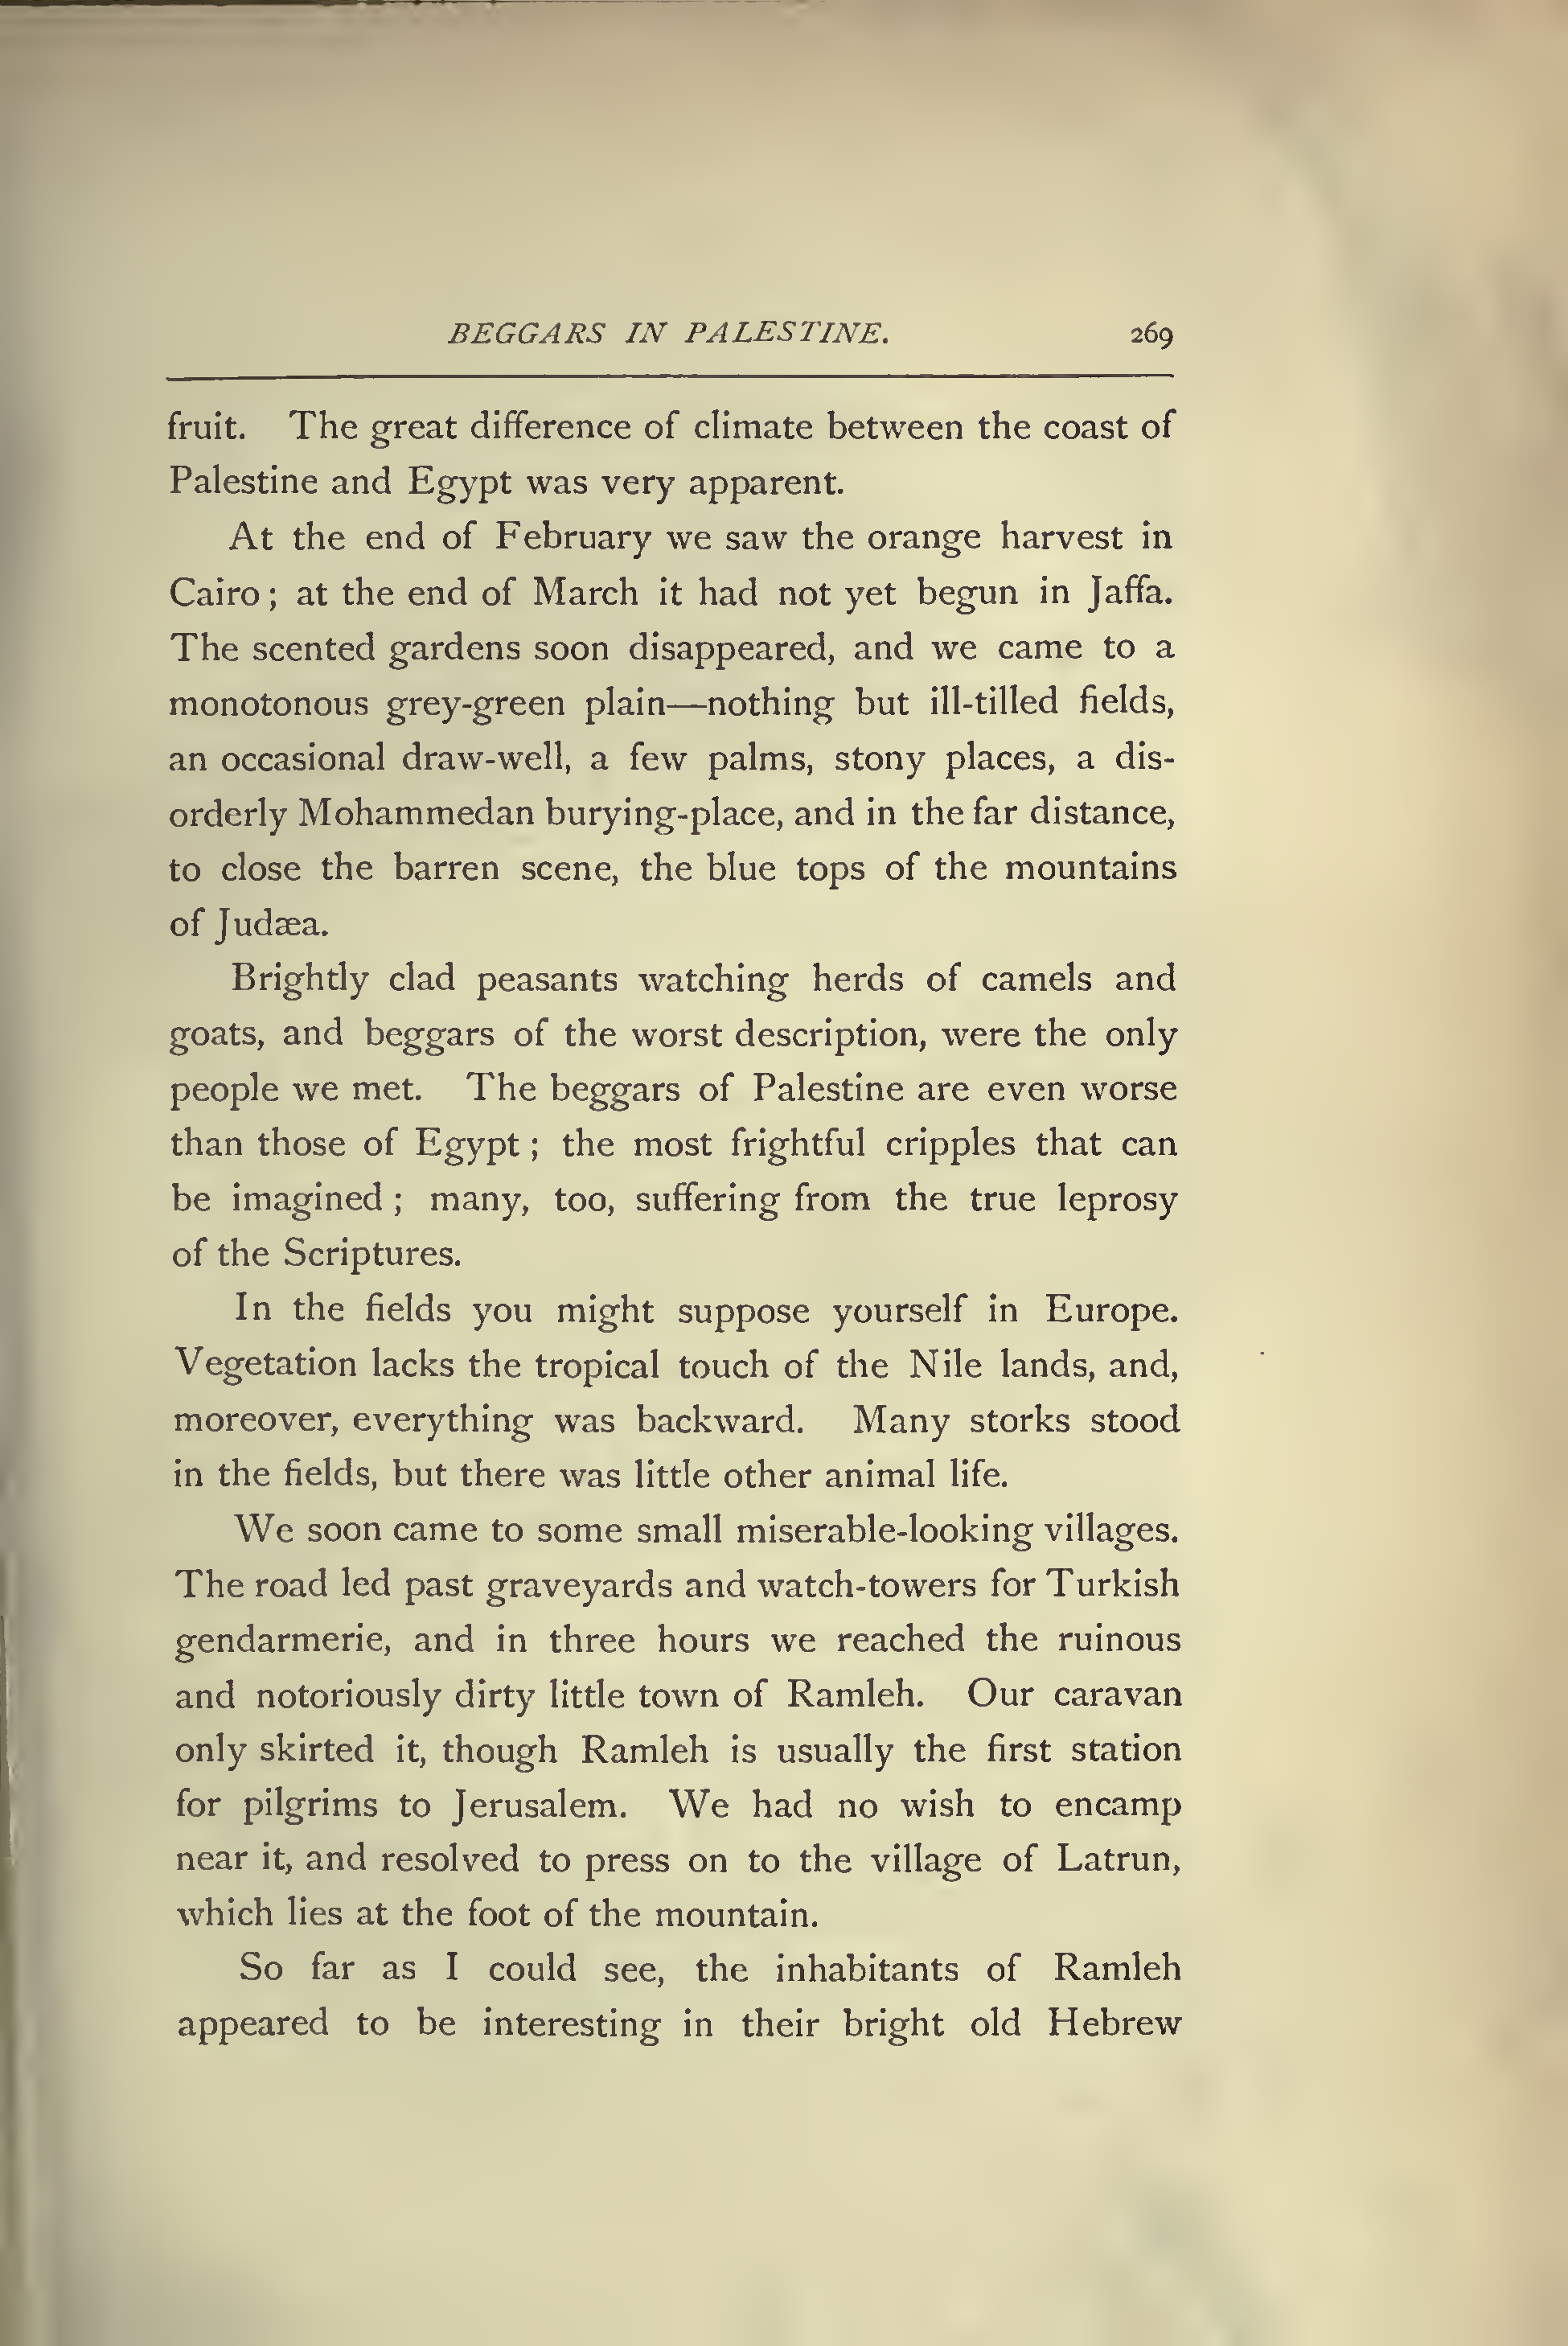 BEGGARS IN PALESTINE. 269
fruit. The great difference of climate between the coast of
Palestine and Egypt was very apparent.
At the end of February we saw the orange harvest in
Cairo; at the end of March it had not yet begun in Jaffa.
The scented gardens soon disappeared, and we came to a
monotonous grey-green plain—nothing but ill-tilled fields,
an occasional draw-well, a few palms, stony places, a dis-
orderly Mohammedan burying-place, and in the far distance,
to close the barren scene, the blue tops of the mountains
of Judæa.
Brightly clad peasants watching herds of camels and
goats, and beggars of the worst description, were the only
people we met. The beggars of Palestine are even worse
than those of Egypt; the most frightful cripples that can
be imagined; many, too, suffering from the true leprosy
of the Scriptures.
In the fields you might suppose yourself in Europe.
Vegetation lacks the tropical touch of the Nile lands, and,
moreover, everything was backward. Many storks stood
in the fields, but there was little other animal life.
We soon came to some small miserable-looking villages.
The road led past graveyards and watch-towers for Turkish
gendarmerie, and in three hours we reached the ruinous
and notoriously dirty little town of Ramleh. Our caravan
only skirted it, though Ramleh is usually the first station
for pilgrims to Jerusalem. We had no wish to encamp
near it, and resolved to press on to the village of Latrun,
which lies at the foot of the mountain.
So far as I could see, the inhabitants of Ramleh
appeared to be interesting in their bright old Hebrew